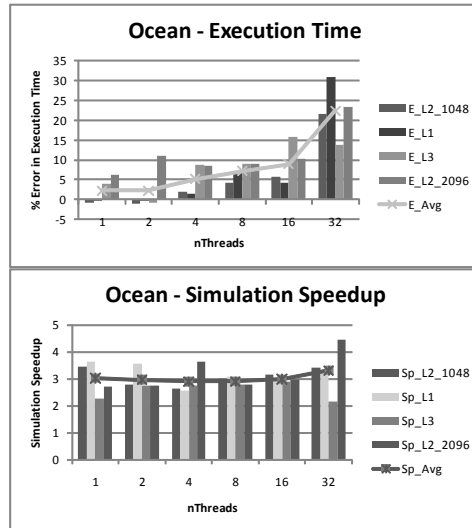 Ocean - Execution Time
% Error in Execution Time
35
30
25
20
15
10
5
0
-5
1 2 4 8 16 32
nThreads
E_L2_1048
E_L1
E_L3
E_L2_2096
E_Avg
Ocean - Simulation Speedup
Simulation Speedup
5
4
3
2
1
0
1 2 4 8 16 32
nThreads
Sp_L2_1048
Sp_L1
Sp_L3
Sp_L2_2096
Sp_Avg